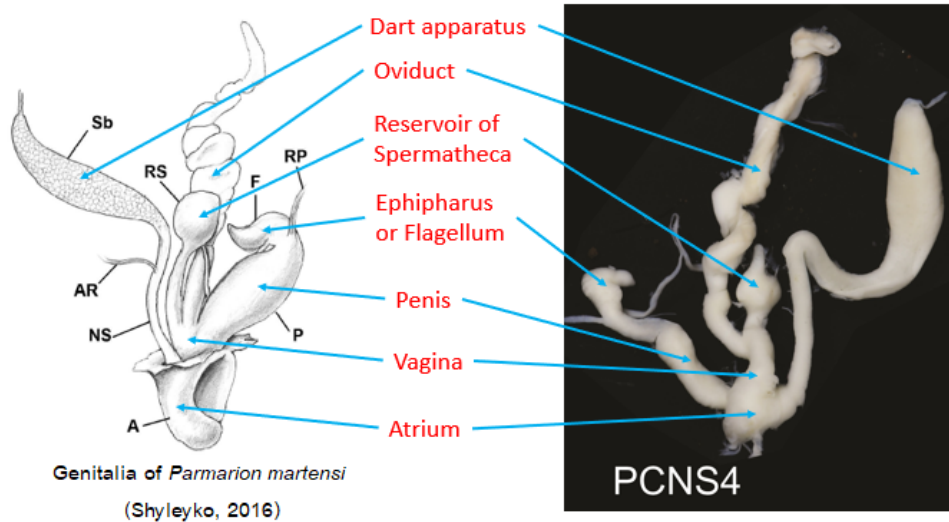 Dart apparatus
Oviduct
Sb
Reservoir of
Spermatheca
RS
RP
F
Ephipharus
or Flagellum
AR
Penis
NS
P
Vagina
A
Atrium
Genitalia of Parmarion martensi
(Shyleyko, 2016)
PCNS4